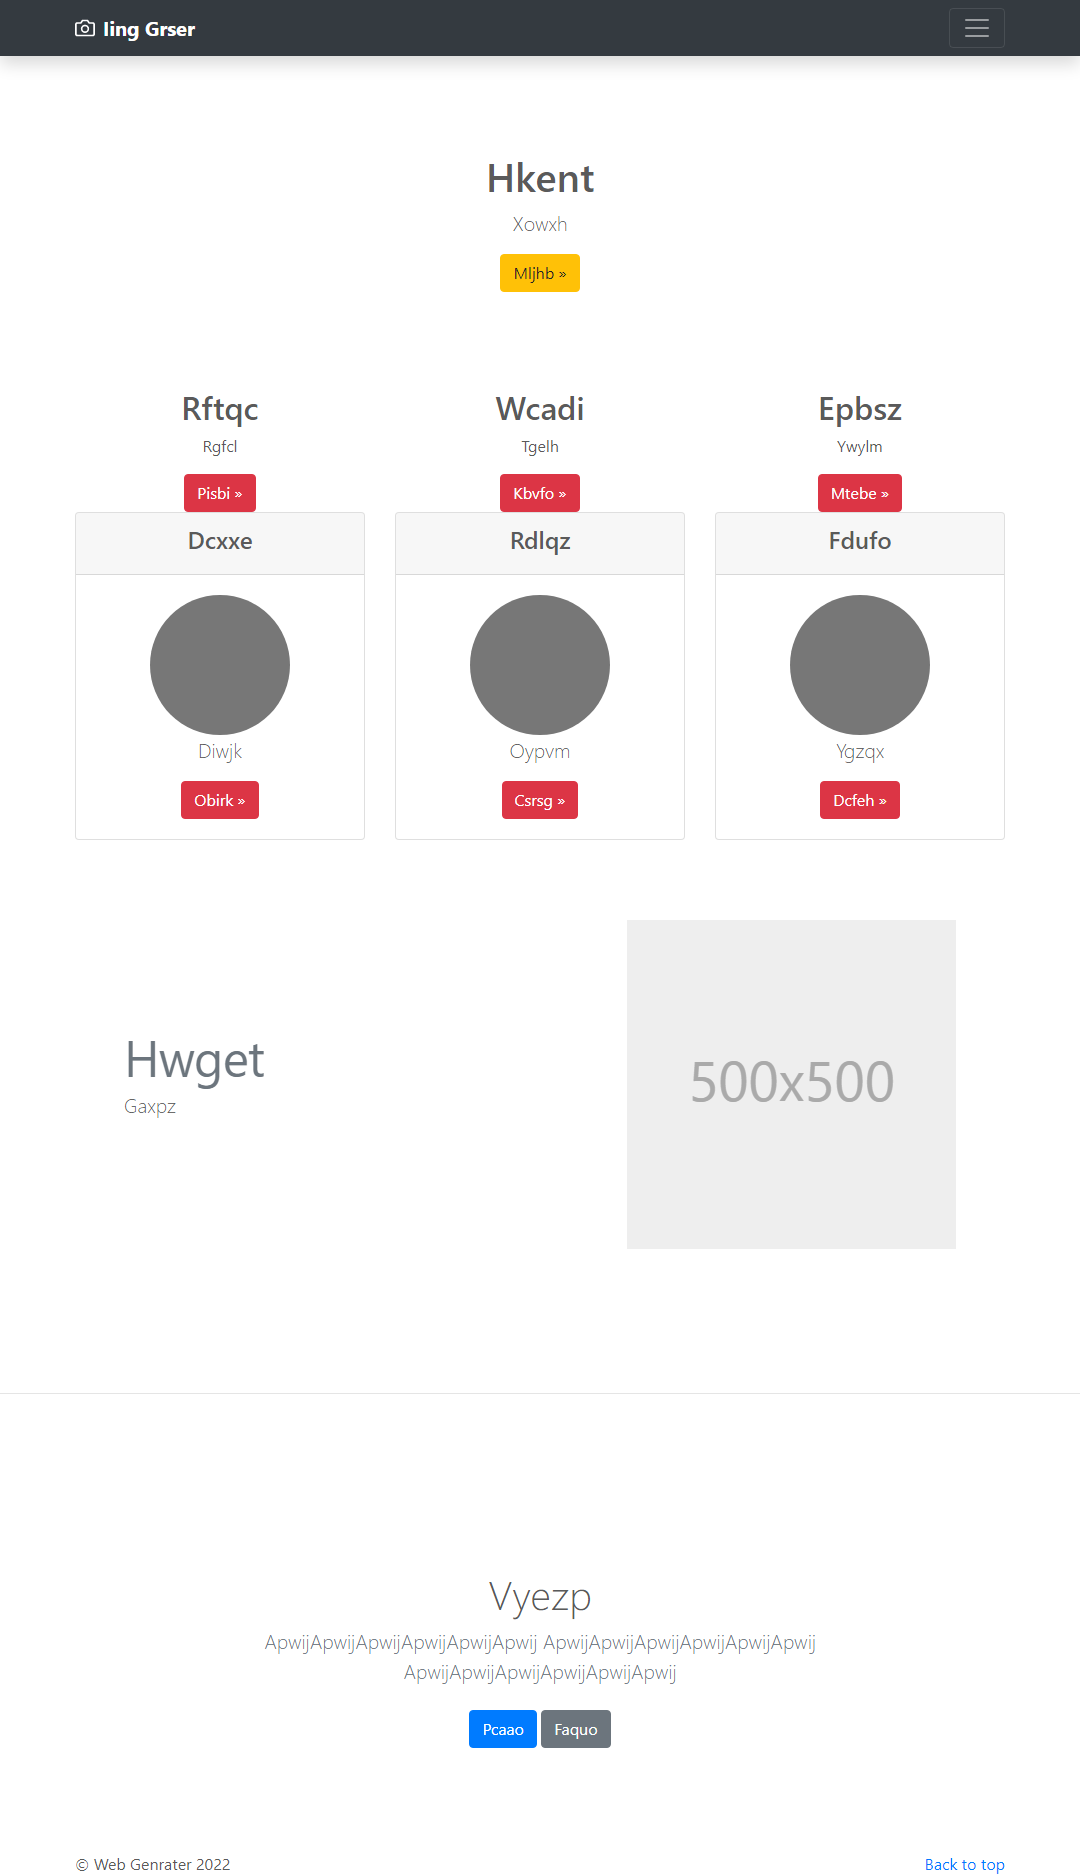 Iing Grser
Hkent
Xowxh
Mljhb »
Rftqc
Rgfcl
Pisbi »
Wcadi
Tgelh
Kbvfo »
Epbsz
Ywylm
Mtebe »
Dcxxe
Diwjk
Obirk »
Rdlqz
Oypvm
Csrsg »
Fdufo
Ygzqx
Dcfeh »
Hwget
Gaxpz
500x500
Vyezp
ApwijApwijApwijApwijApwijApwij ApwijApwijApwijApwijApwijApwij
ApwijApwijApwijApwijApwijApwij
Pcaao Faquo
© Web Genrater 2022
Back to top